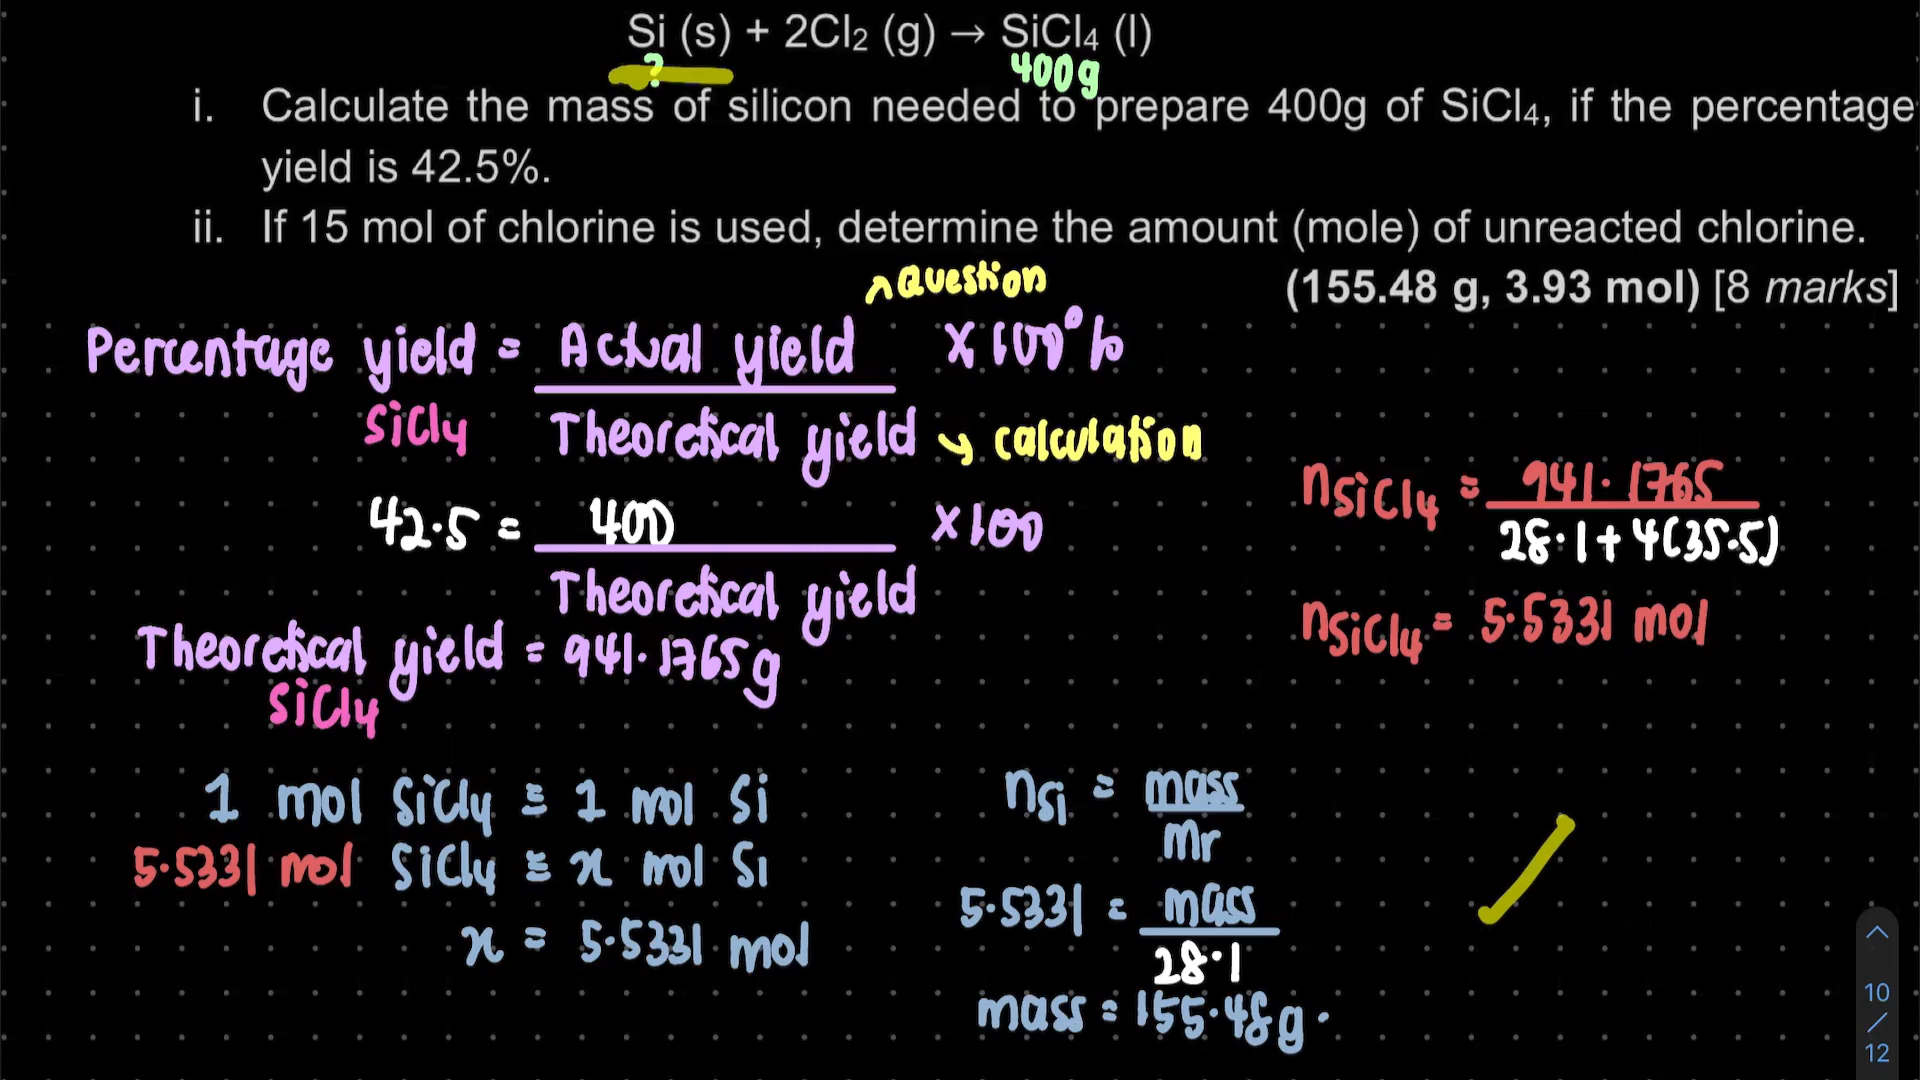 Si (s) + 2Cl₂ (g) → SiCl₄ (l)
? 400g
i. Calculate the mass of silicon needed to prepare 400g of SiCl₄, if the percentage
yield is 42.5%.
ii. If 15 mol of chlorine is used, determine the amount (mole) of unreacted chlorine.
(155.48 g, 3.93 mol) [8 marks]
Question
Percentage yield = Actual yield × 100%
SiCl4 Theoretical yield ↘ calculation
42.5 = 400 × 100
Theoretical yield
Theoretical yield = 941.1765g
SiCl4
nSiCl4 = 941.1765
28.1 + 4(35.5)
nSiCl4 = 5.5331 mol
1 mol SiCl4 ≡ 1 mol Si
5.5331 mol SiCl4 ≡ x mol Si
x = 5.5331 mol
nSi = mass
Mr
5.5331 = mass
28.1
mass = 155.48g.
10
/
12